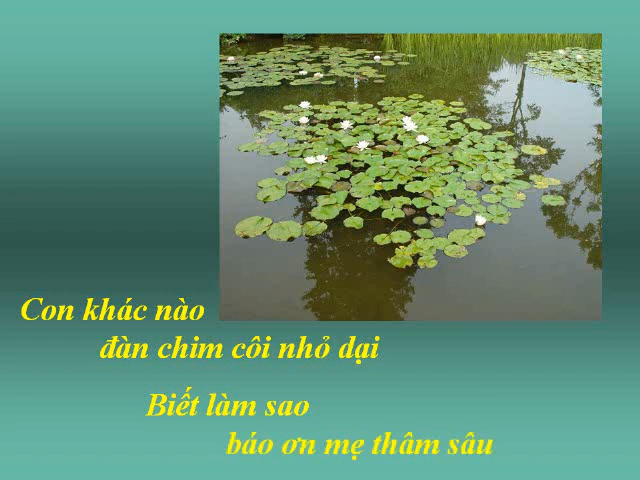 Con khác nào
đàn chim côi nhỏ dại
Biết làm sao
báo ơn mẹ thâm sâu